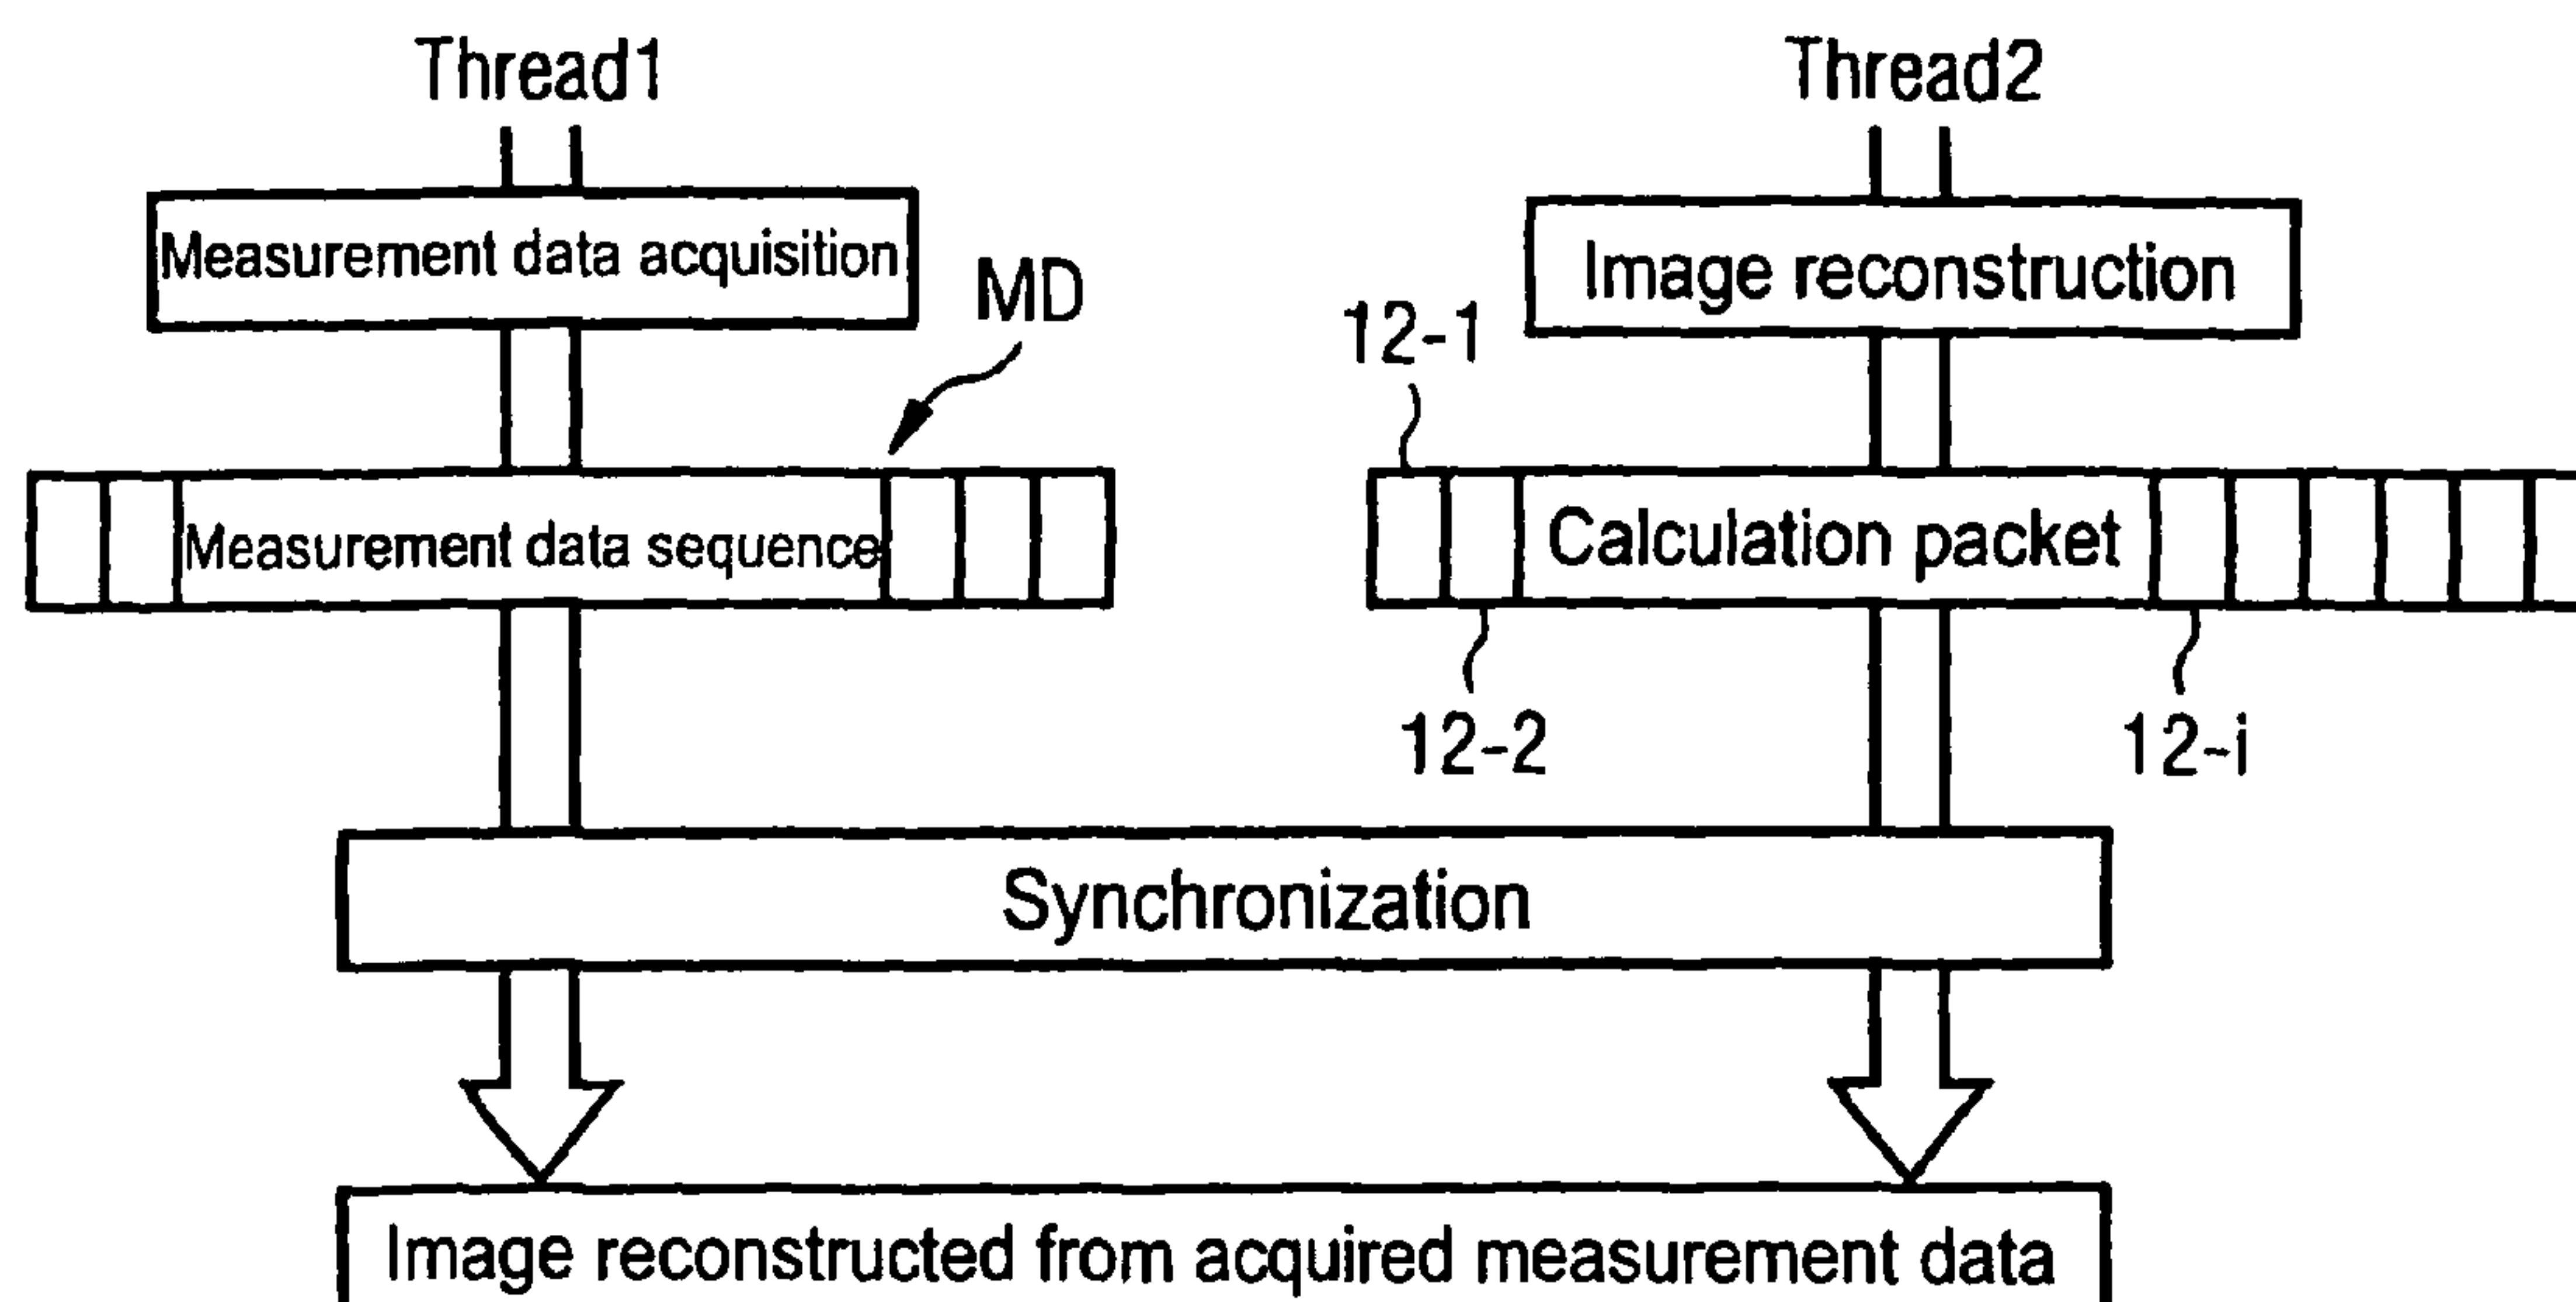 Thread1
Thread2
Measurement data acquisition
MD
Image reconstruction
12-1
Measurement data sequence
Calculation packet
12-2
12-i
Synchronization
Image reconstructed from acquired measurement data